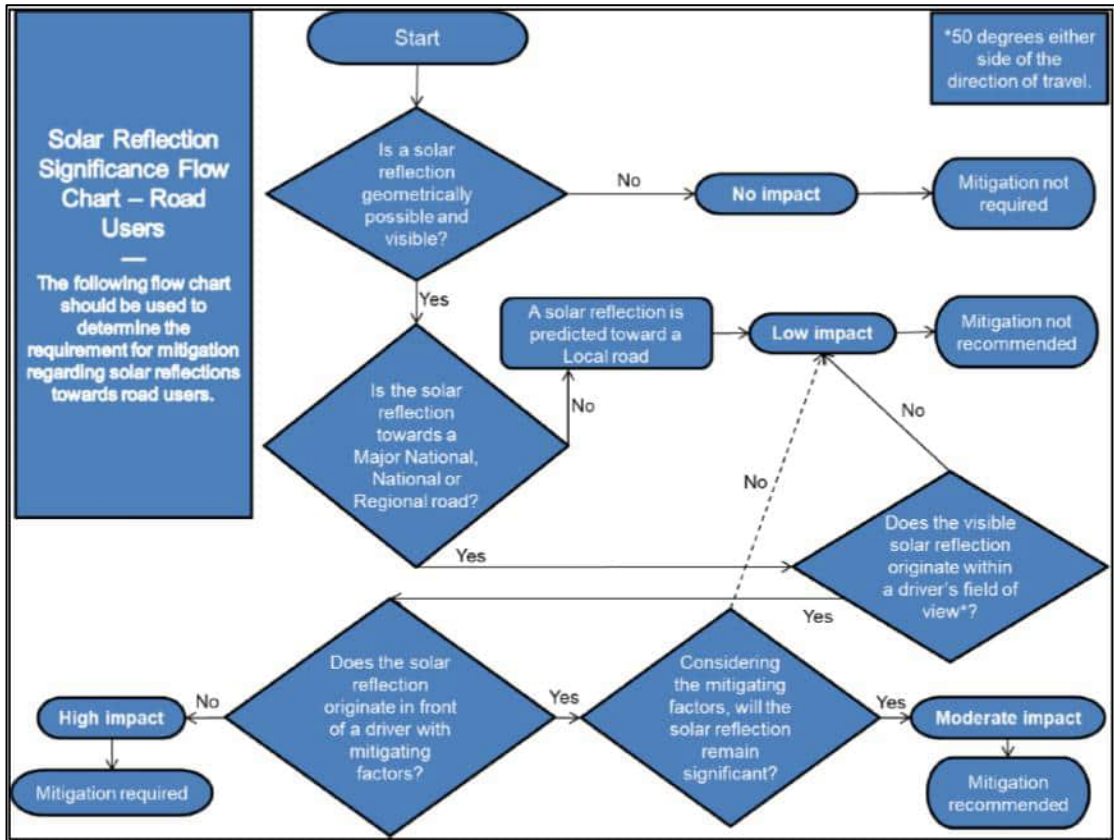 Solar Reflection
Significance Flow
Chart – Road
Users
—
The following flow chart
should be used to
determine the
requirement for mitigation
regarding solar reflections
towards road users.
Start
*50 degrees either
side of the
direction of travel.
Is a solar
reflection
geometrically
possible and
visible?
No
No impact
Mitigation not
required
Yes
A solar reflection is
predicted toward a
Local road
Low impact
Mitigation not
recommended
Is the solar
reflection
towards a
Major National,
National or
Regional road?
No
No
No
Yes
Does the visible
solar reflection
originate within
a driver's field of
view*?
Yes
Does the solar
reflection
originate in front
of a driver with
mitigating
factors?
No
High impact
Mitigation required
Yes
Considering
the mitigating
factors, will the
solar reflection
remain
significant?
Yes
Moderate impact
Mitigation
recommended